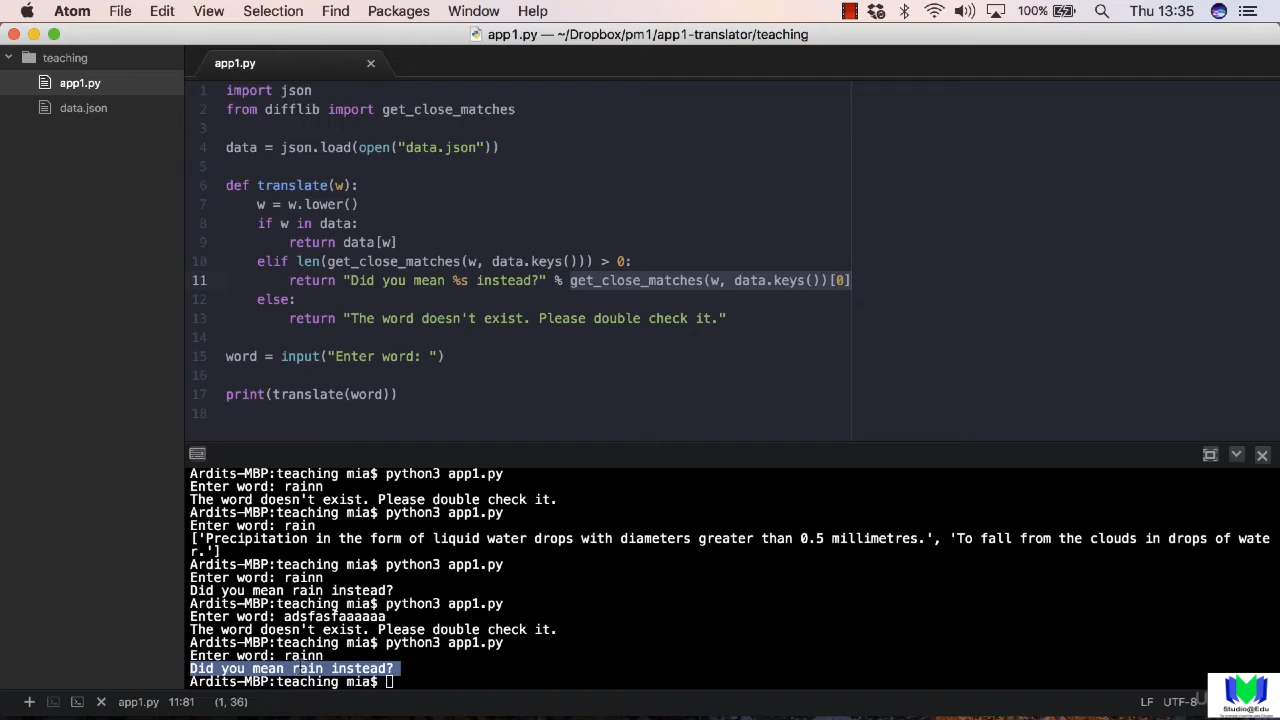 Atom File Edit View Selection Find Packages Window Help 100% Thu 13:35
app1.py — ~/Dropbox/pm1/app1-translator/teaching
teaching
app1.py
data.json
app1.py
1 import json
2 from difflib import get_close_matches
3
4 data = json.load(open("data.json"))
5
6 def translate(w):
7 w = w.lower()
8 if w in data:
9 return data[w]
10 elif len(get_close_matches(w, data.keys())) > 0:
11 return "Did you mean %s instead?" % get_close_matches(w, data.keys())[0]
12 else:
13 return "The word doesn't exist. Please double check it."
14
15 word = input("Enter word: ")
16
17 print(translate(word))
18
Ardits-MBP:teaching mia$ python3 app1.py
Enter word: rainn
The word doesn't exist. Please double check it.
Ardits-MBP:teaching mia$ python3 app1.py
Enter word: rain
['Precipitation in the form of liquid water drops with diameters greater than 0.5 millimetres.', 'To fall from the clouds in drops of wate
r.']
Ardits-MBP:teaching mia$ python3 app1.py
Enter word: rainn
Did you mean rain instead?
Ardits-MBP:teaching mia$ python3 app1.py
Enter word: adsfasfaaaaaa
The word doesn't exist. Please double check it.
Ardits-MBP:teaching mia$ python3 app1.py
Enter word: rainn
Did you mean rain instead?
Ardits-MBP:teaching mia$
app1.py 11:81 (1, 36) LF UTF-8
Studio@Edu